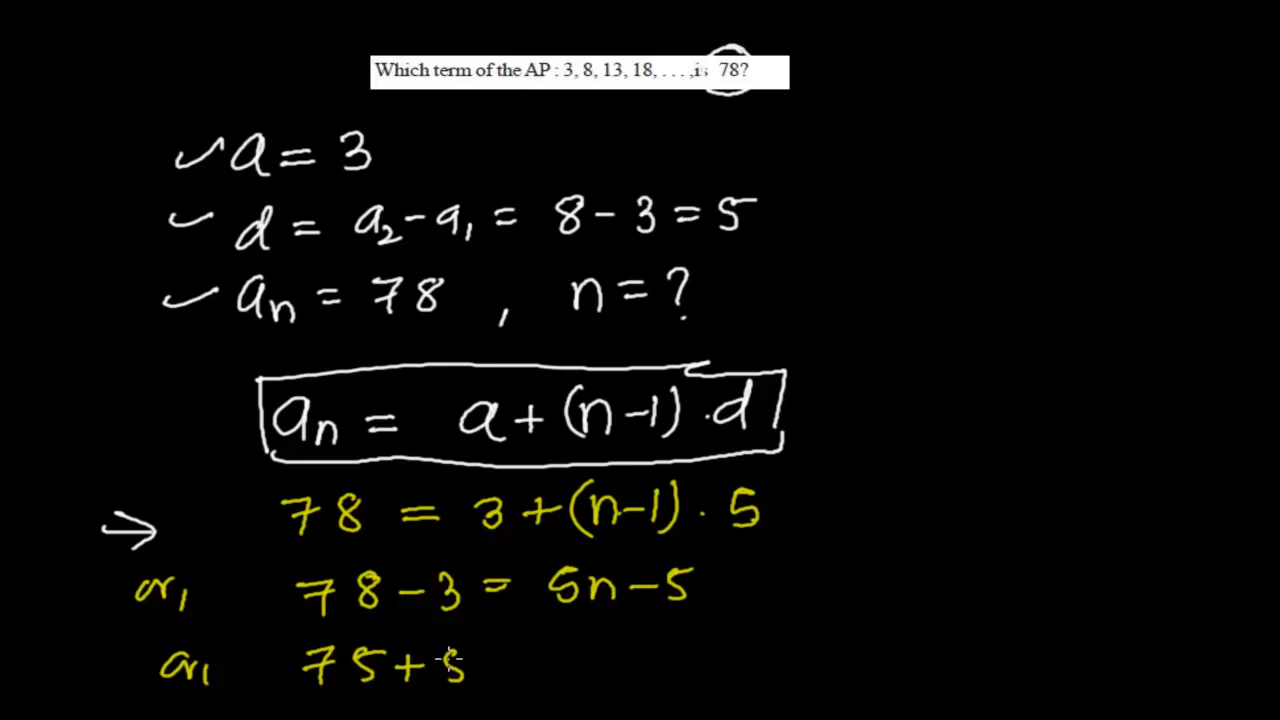 Which term of the AP : 3, 8, 13, 18, . . . ,is 78?
✓ a = 3
✓ d = a₂ - a₁ = 8 - 3 = 5
✓ aₙ = 78 , n = ?
aₙ = a + (n-1) · d
→ 78 = 3 + (n-1) · 5
or, 78 - 3 = 5n - 5
or, 75 + 5